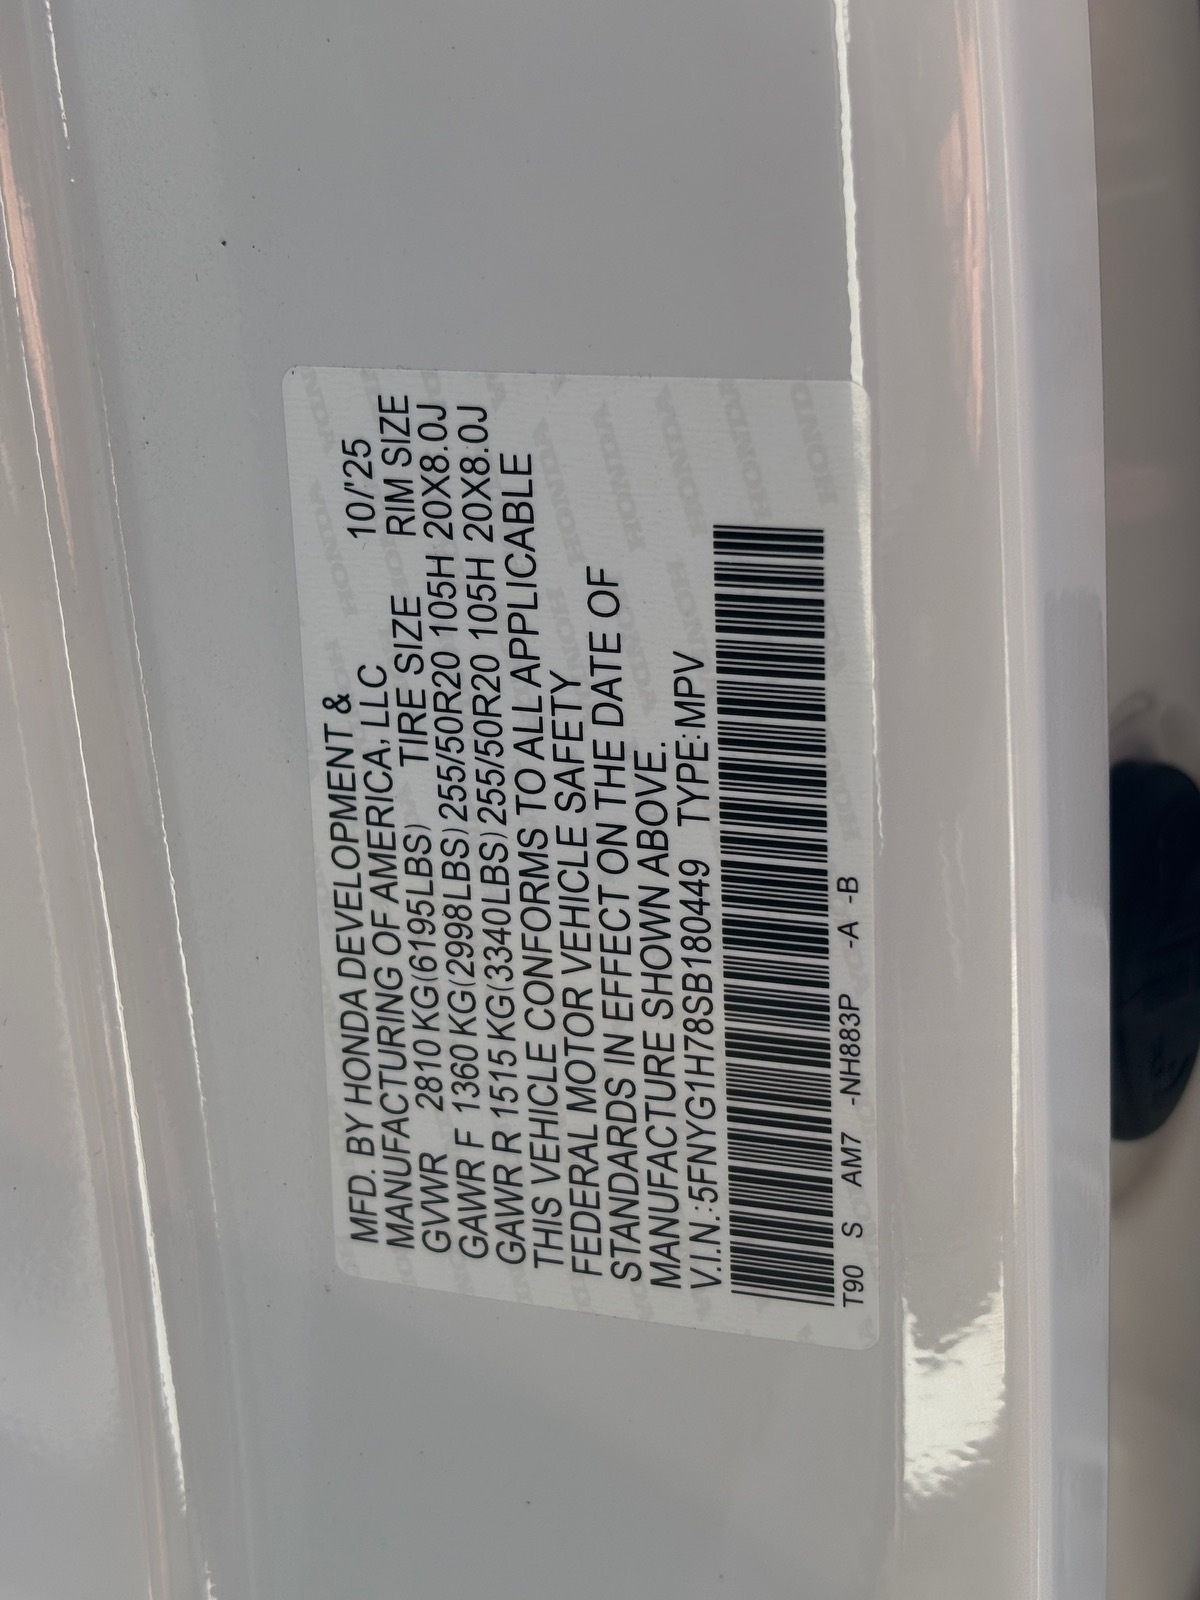 MFD. BY HONDA DEVELOPMENT &
MANUFACTURING OF AMERICA, LLC 10/'25
GVWR 2810 KG(6195LBS) TIRE SIZE RIM SIZE
GAWR F 1360 KG(2998LBS) 255/50R20 105H 20X8.0J
GAWR R 1515 KG(3340LBS) 255/50R20 105H 20X8.0J
THIS VEHICLE CONFORMS TO ALL APPLICABLE
FEDERAL MOTOR VEHICLE SAFETY
STANDARDS IN EFFECT ON THE DATE OF
MANUFACTURE SHOWN ABOVE.
V.I.N.:5FNYG1H78SB180449 TYPE:MPV
T90 S AM7 -NH883P -A -B